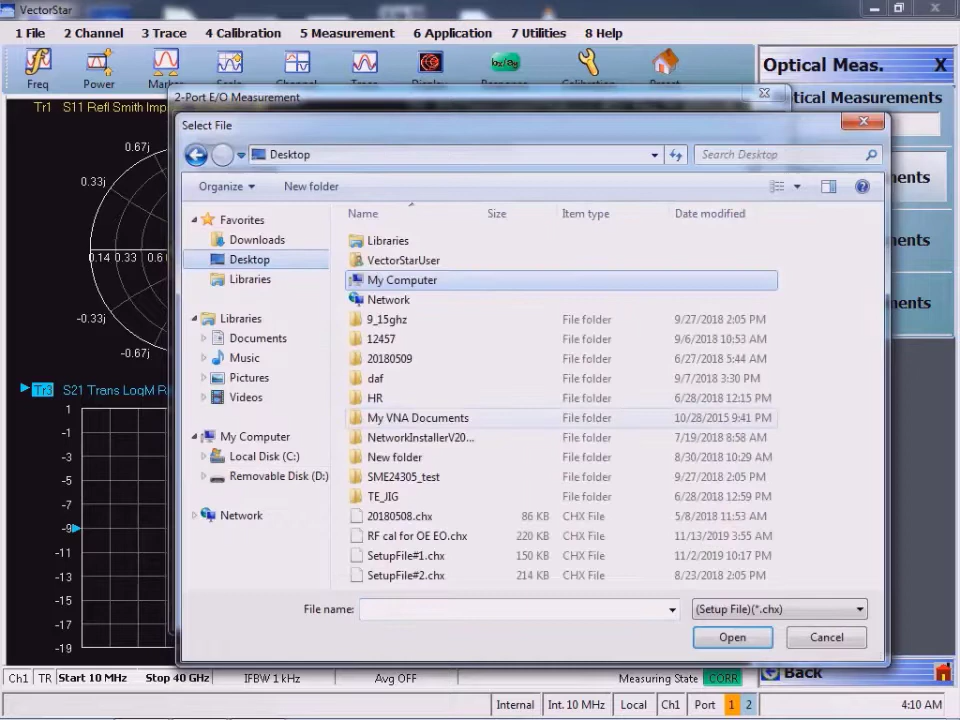 VectorStar
1 File 2 Channel 3 Trace 4 Calibration 5 Measurement 6 Application 7 Utilities 8 Help
Freq Power
Optical Meas. X
tical Measurements
2-Port E/O Measurement
Tr1 S11 Refl Smith Imp
Select File
Desktop
Search Desktop
Organize New folder
ents
ents
ents
Name Size Item type Date modified
Favorites
Downloads
Desktop
Libraries
Libraries
Documents
Music
Pictures
Videos
My Computer
Local Disk (C:)
Removable Disk (D:)
Network
Libraries
VectorStarUser
My Computer
Network
9_15ghz File folder 9/27/2018 2:05 PM
12457 File folder 9/6/2018 10:53 AM
20180509 File folder 6/27/2018 5:44 AM
daf File folder 9/7/2018 3:30 PM
HR File folder 6/28/2018 12:15 PM
My VNA Documents File folder 10/28/2015 9:41 PM
NetworkInstallerV20... File folder 7/19/2018 8:58 AM
New folder File folder 8/30/2018 10:29 AM
SME24305_test File folder 9/27/2018 2:05 PM
TE_JIG File folder 6/28/2018 12:59 PM
20180508.chx 86 KB CHX File 5/8/2018 11:53 AM
RF cal for OE EO.chx 220 KB CHX File 11/13/2019 3:55 AM
SetupFile#1.chx 150 KB CHX File 11/2/2019 10:17 PM
SetupFile#2.chx 214 KB CHX File 8/23/2018 2:05 PM
File name: (Setup File)(*.chx)
Open Cancel
0.67j
0.33j
0.14 0.33 0.6
-0.33j
-0.67j
Tr3 S21 Trans LogM R
1
-1
-3
-5
-7
-9
-11
-13
-15
-17
-19
Back
Ch1 TR Start 10 MHz Stop 40 GHz IFBW 1 kHz Avg OFF Measuring State CORR
Internal Int. 10 MHz Local Ch1 Port 1 2 4:10 AM